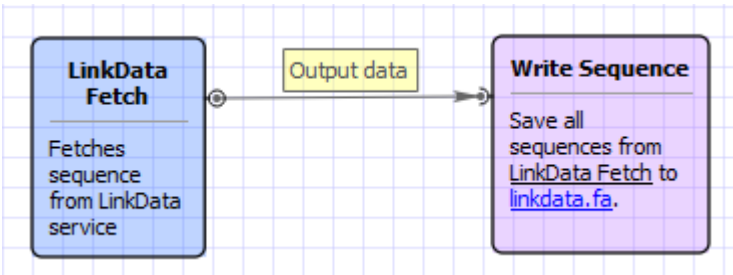 LinkData
Fetch
Fetches
sequence
from LinkData
service
Output data
Write Sequence
Save all
sequences from
LinkData Fetch to
linkdata.fa.